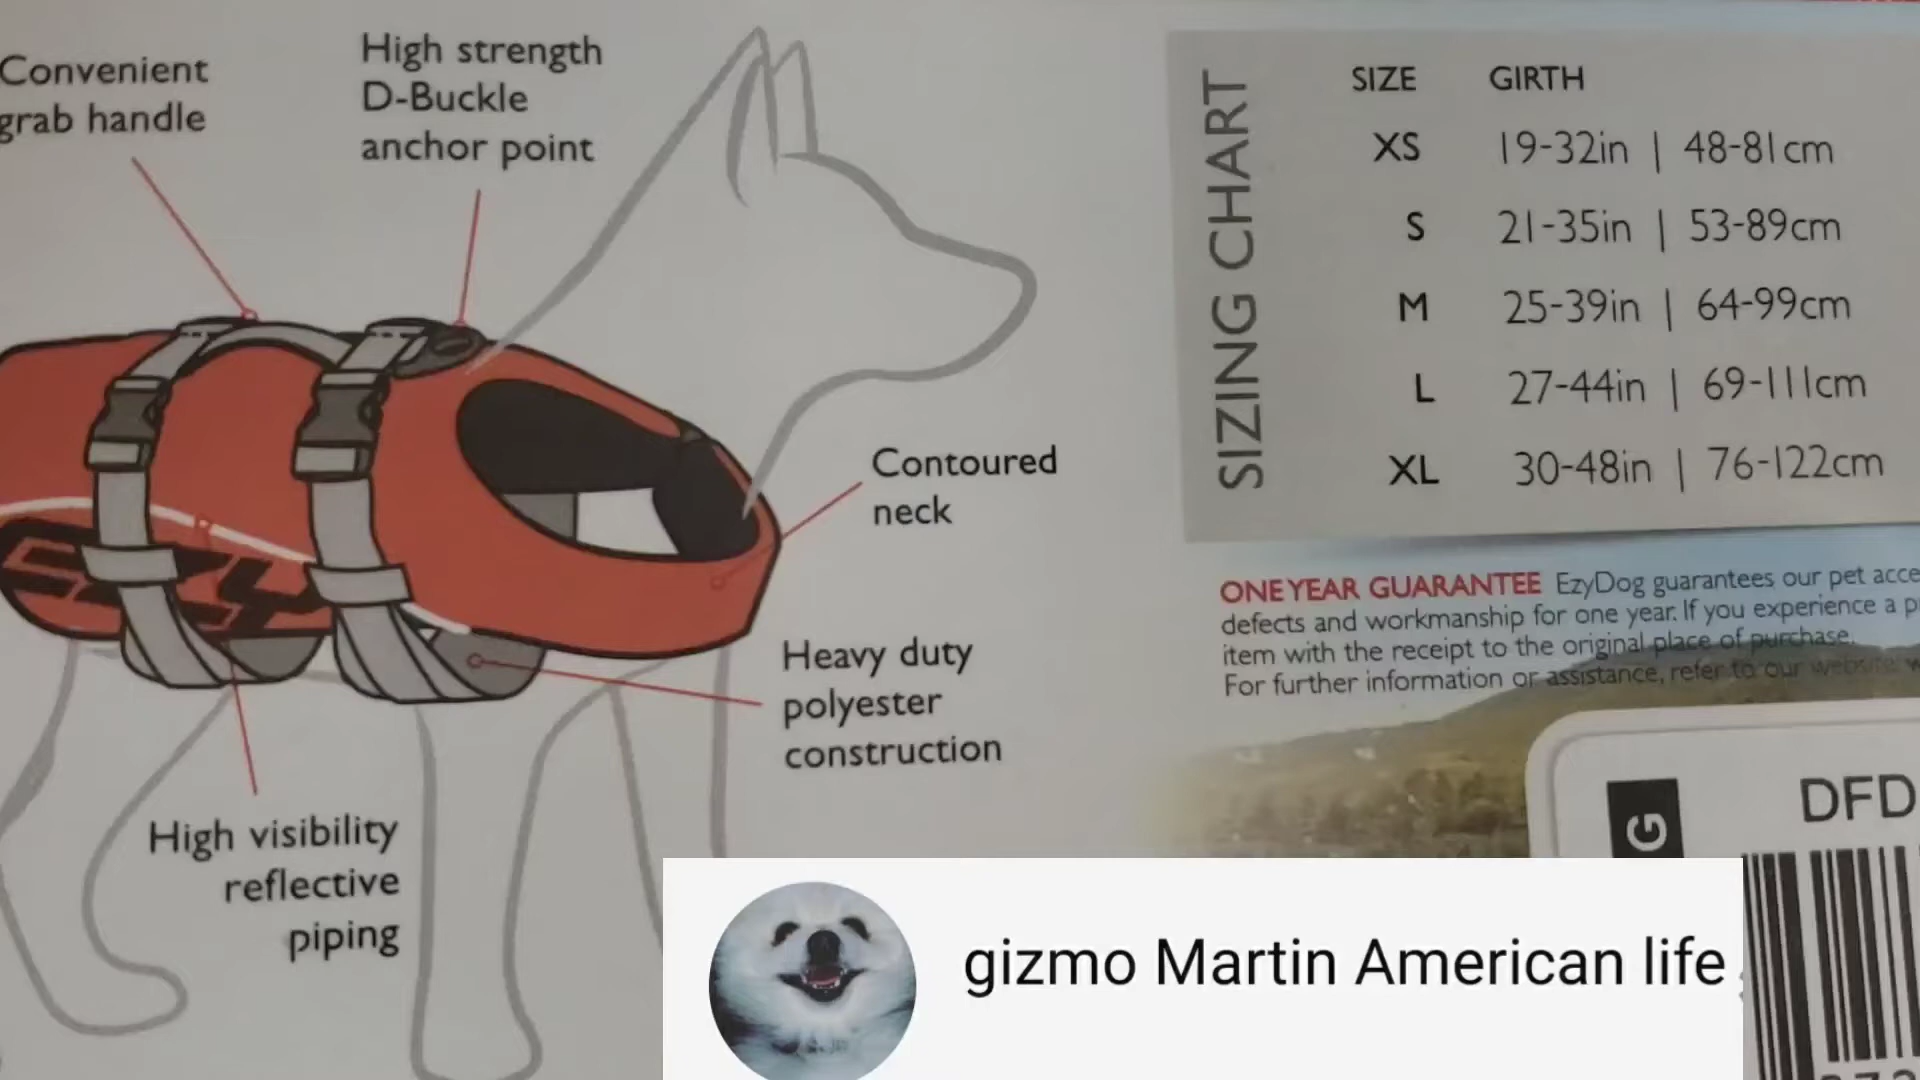 Convenient
grab handle
High strength
D-Buckle
anchor point
Contoured
neck
Heavy duty
polyester
construction
High visibility
reflective
piping
SIZING CHART
SIZE GIRTH
XS 19-32in | 48-81cm
S 21-35in | 53-89cm
M 25-39in | 64-99cm
L 27-44in | 69-111cm
XL 30-48in | 76-122cm
ONE YEAR GUARANTEE EzyDog guarantees our pet acce
defects and workmanship for one year. If you experience a p
item with the receipt to the original place of purchase.
For further information or assistance, refer to our website w
G
DFD
gizmo Martin American life